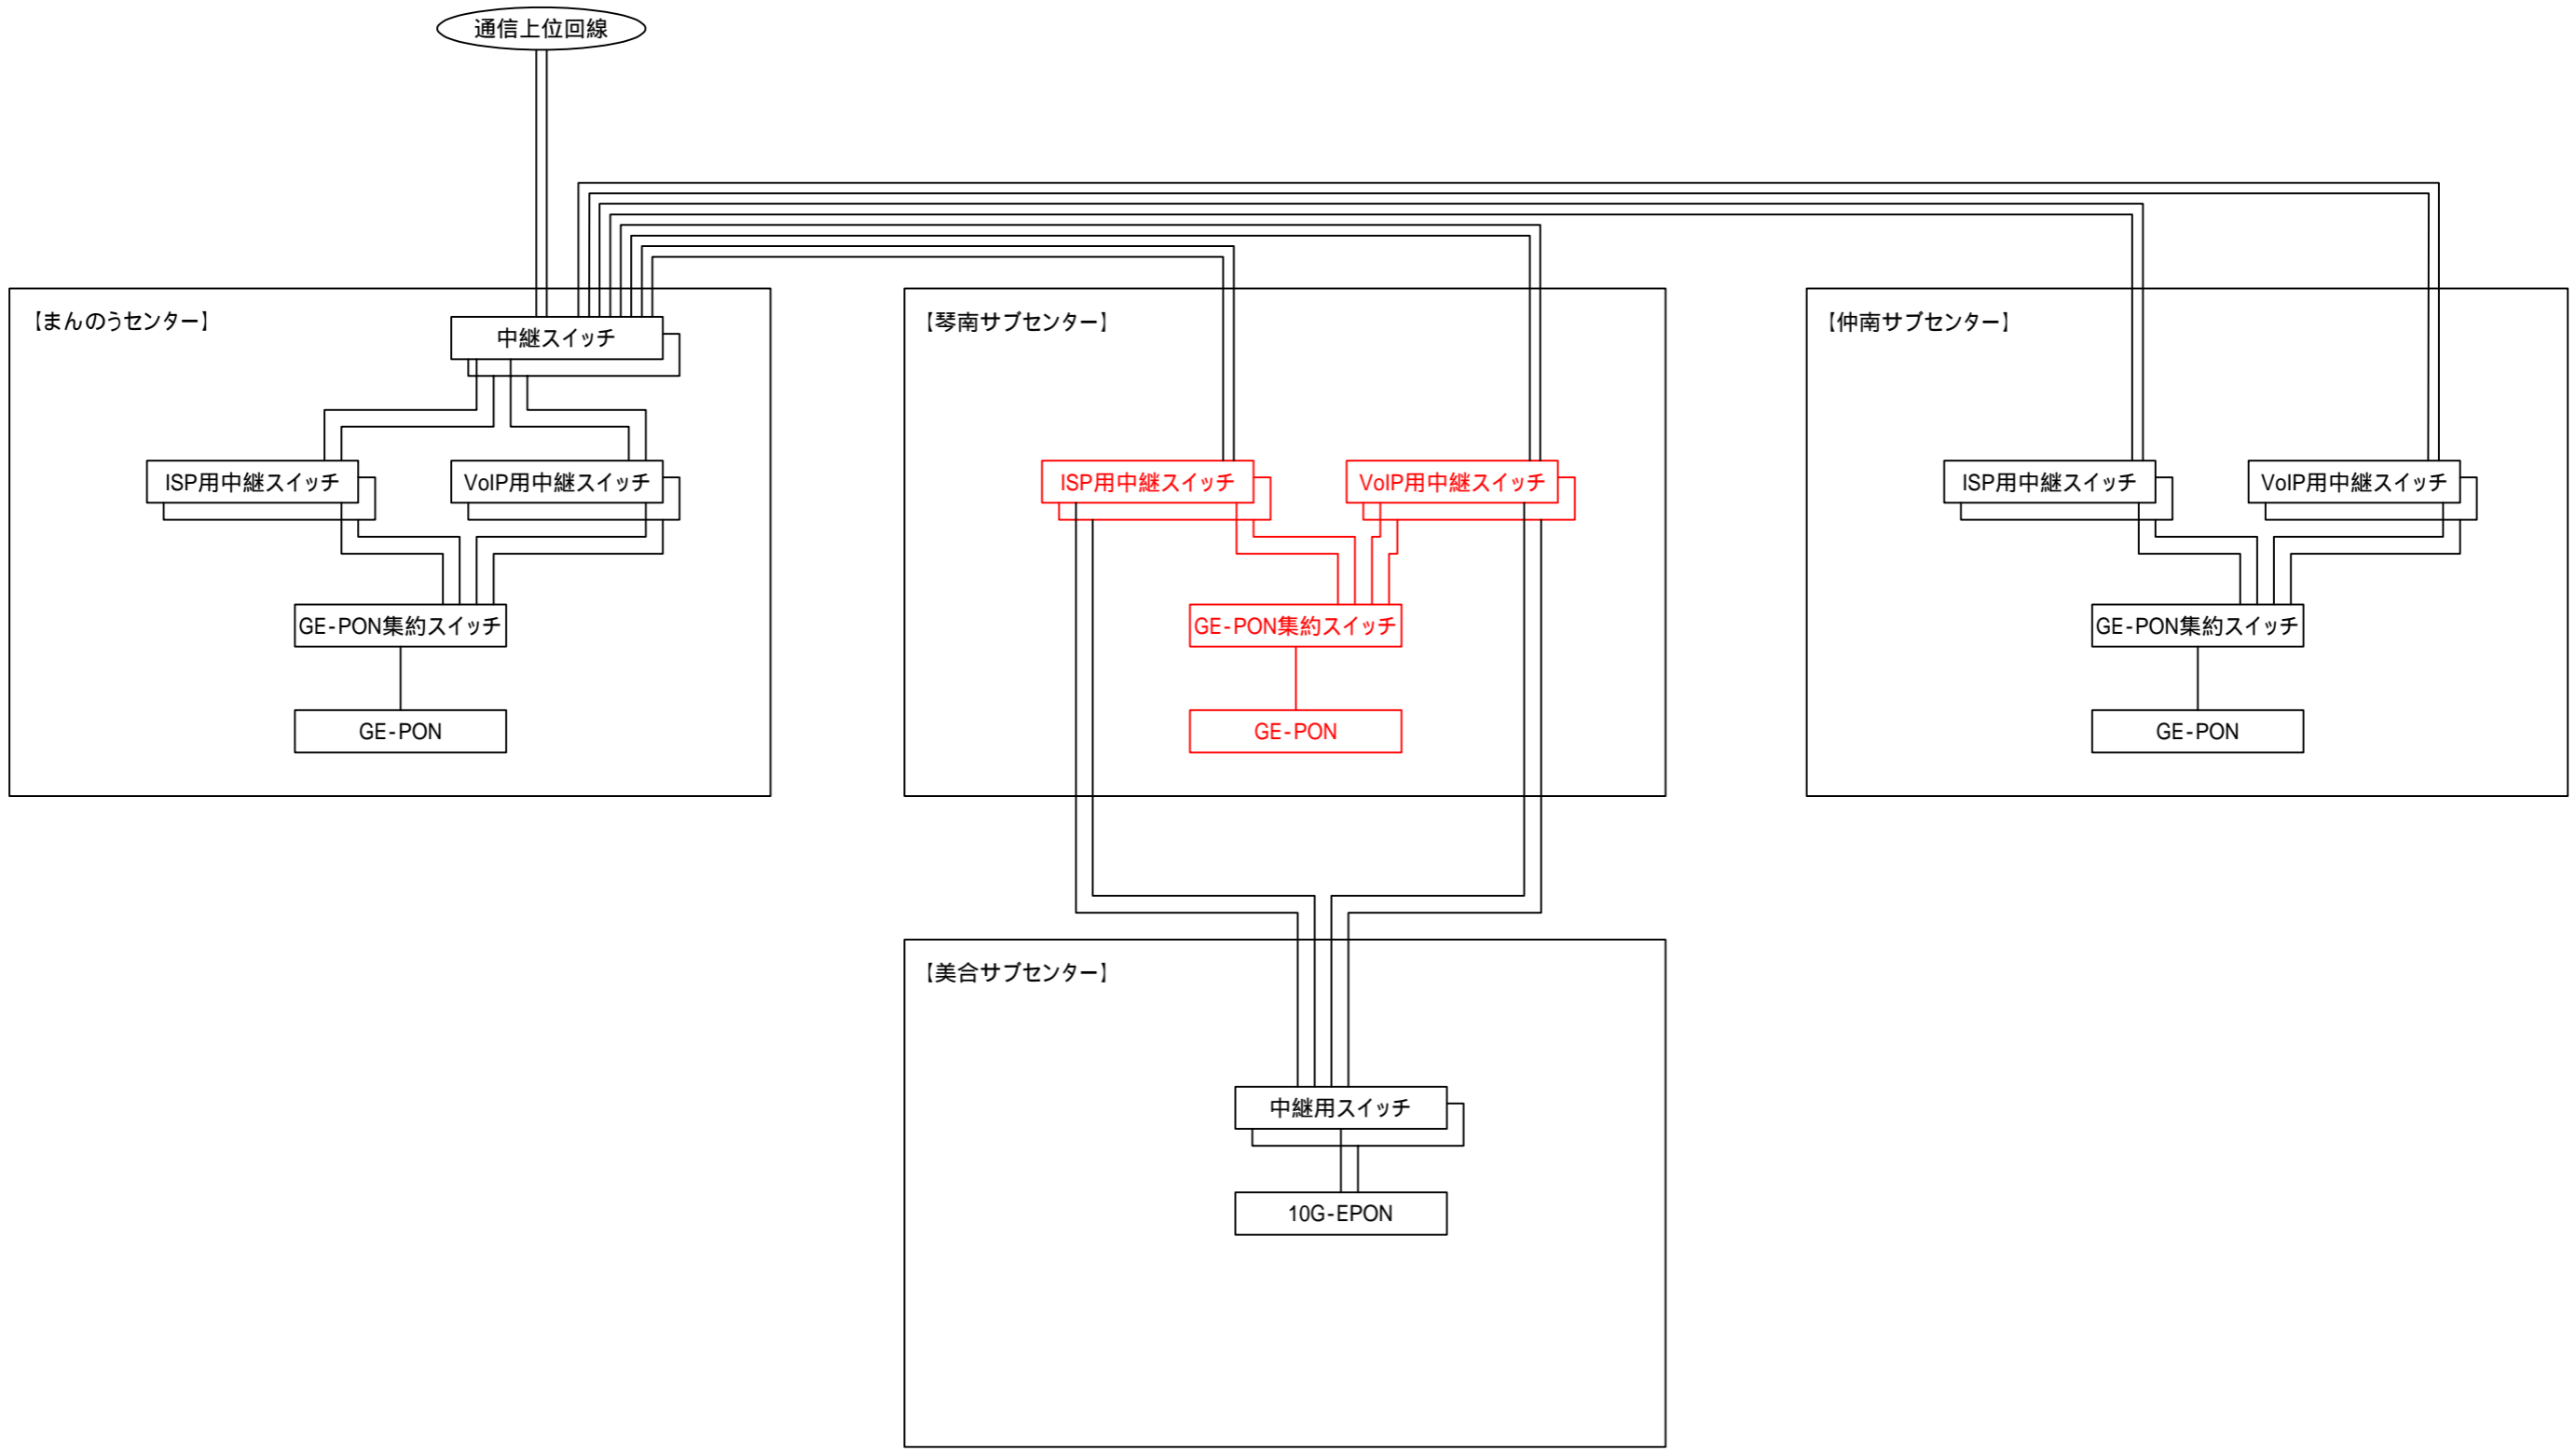 通信上位回線
【まんのうセンター】
中継スイッチ
ISP用中継スイッチ
VoIP用中継スイッチ
GE-PON集約スイッチ
GE-PON
【琴南サブセンター】
ISP用中継スイッチ
VoIP用中継スイッチ
GE-PON集約スイッチ
GE-PON
【仲南サブセンター】
ISP用中継スイッチ
VoIP用中継スイッチ
GE-PON集約スイッチ
GE-PON
【美合サブセンター】
中継用スイッチ
10G-EPON